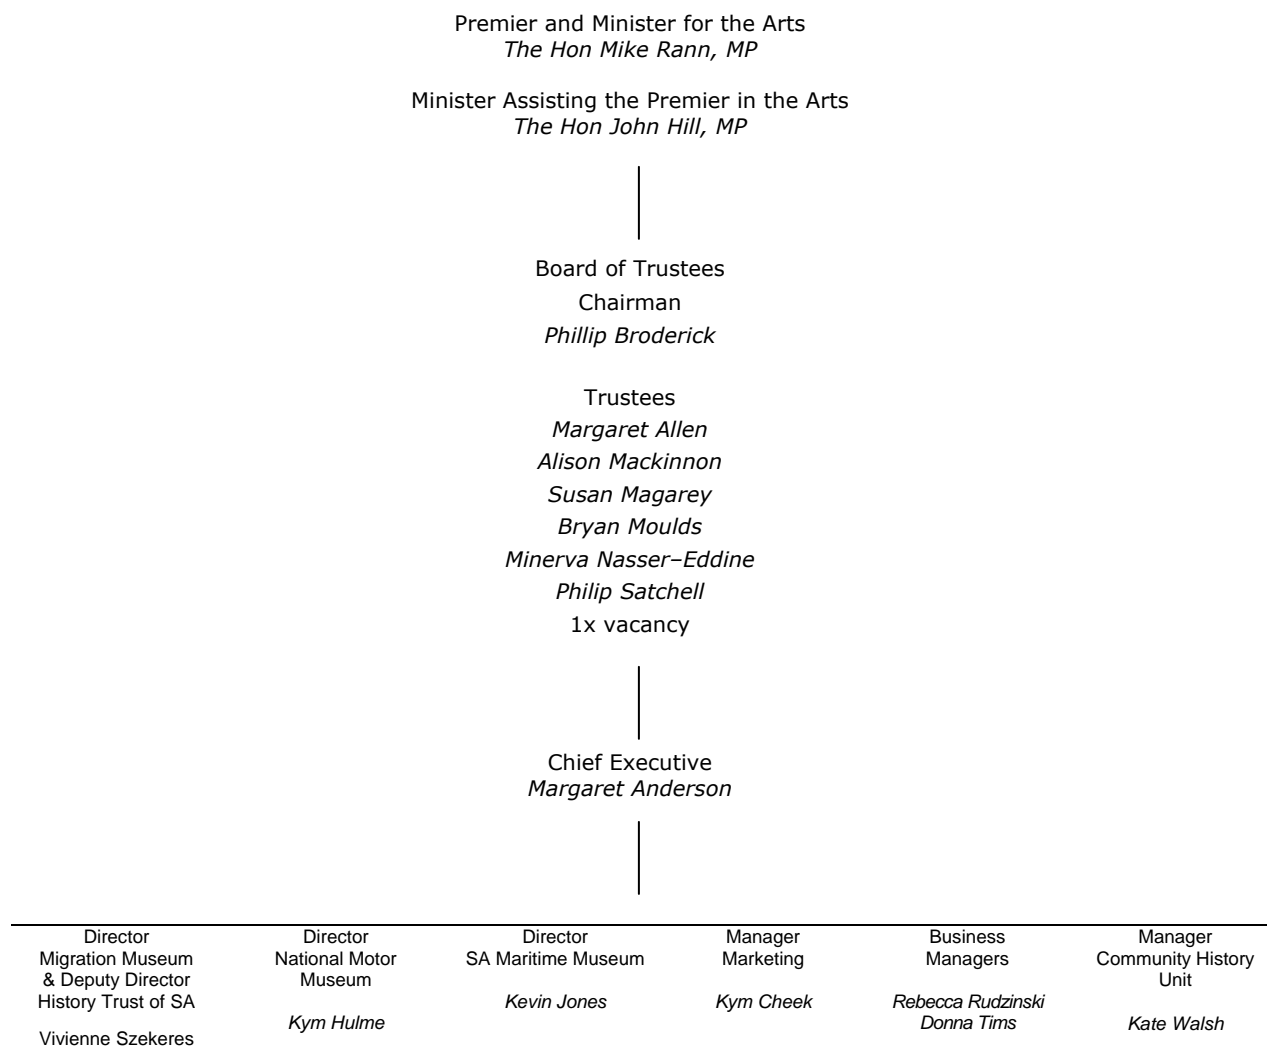 Premier and Minister for the Arts
The Hon Mike Rann, MP
Minister Assisting the Premier in the Arts
The Hon John Hill, MP
Board of Trustees
Chairman
Phillip Broderick
Trustees
Margaret Allen
Alison Mackinnon
Susan Magarey
Bryan Moulds
Minerva Nasser–Eddine
Philip Satchell
1x vacancy
Chief Executive
Margaret Anderson
Director
Migration Museum
& Deputy Director
History Trust of SA
Vivienne Szekeres
Director
National Motor
Museum
Kym Hulme
Director
SA Maritime Museum
Kevin Jones
Manager
Marketing
Kym Cheek
Business
Managers
Rebecca Rudzinski
Donna Tims
Manager
Community History
Unit
Kate Walsh